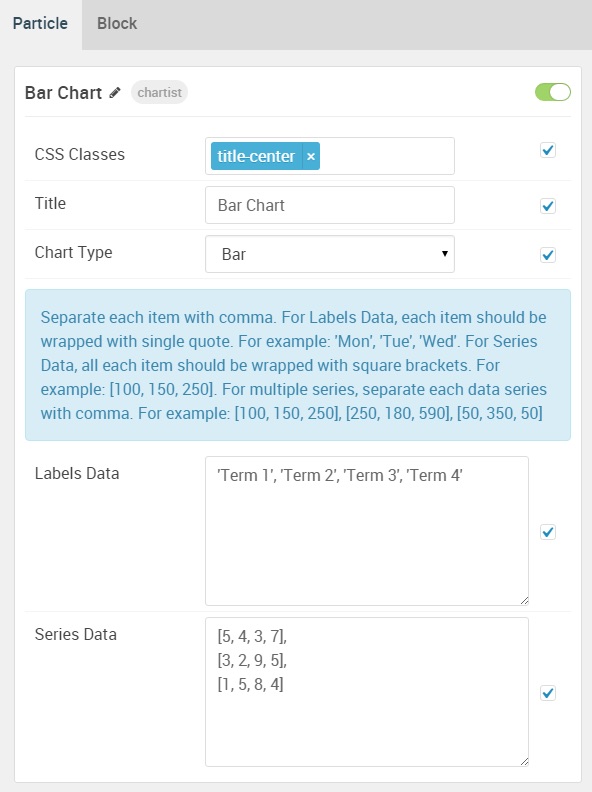 Particle Block
Bar Chart chartist
CSS Classes title-center ×
Title Bar Chart
Chart Type Bar
Separate each item with comma. For Labels Data, each item should be
wrapped with single quote. For example: 'Mon', 'Tue', 'Wed'. For Series
Data, all each item should be wrapped with square brackets. For
example: [100, 150, 250]. For multiple series, separate each data series
with comma. For example: [100, 150, 250], [250, 180, 590], [50, 350, 50]
Labels Data 'Term 1', 'Term 2', 'Term 3', 'Term 4'
Series Data [5, 4, 3, 7],
[3, 2, 9, 5],
[1, 5, 8, 4]